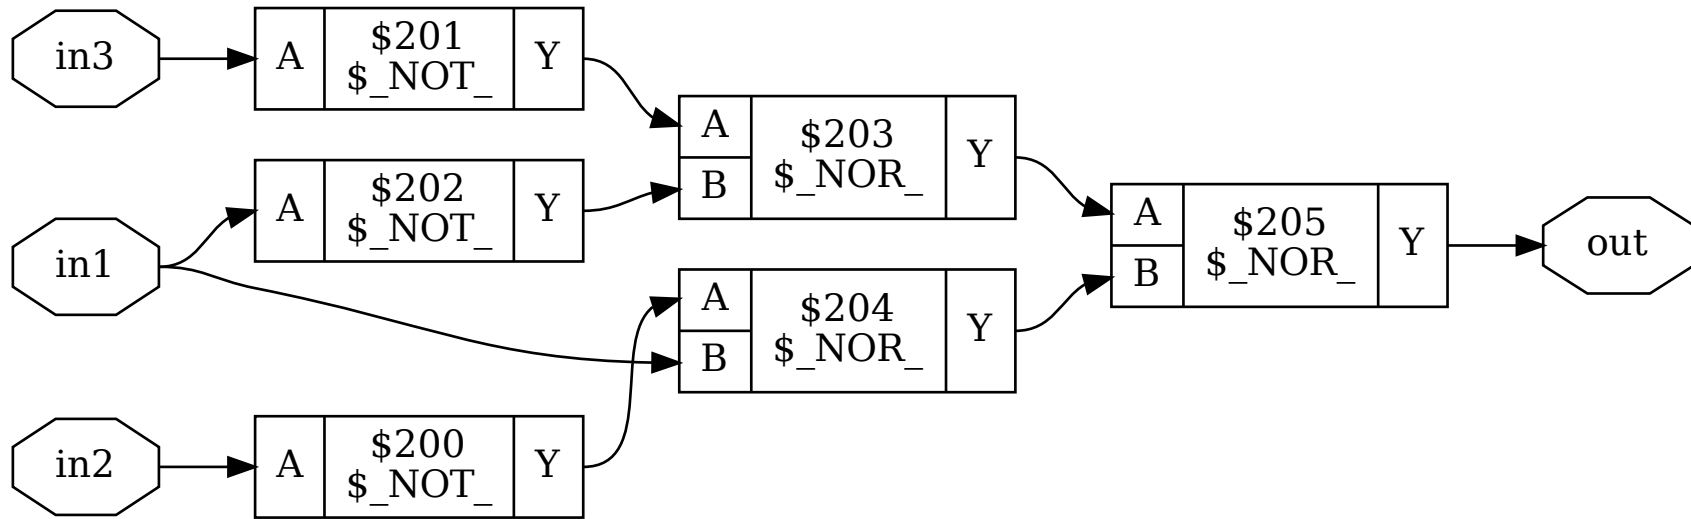 in3
A
$201
$_NOT_
Y
in1
A
$202
$_NOT_
Y
in2
A
$200
$_NOT_
Y
A
B
$203
$_NOR_
Y
A
B
$204
$_NOR_
Y
A
B
$205
$_NOR_
Y
out